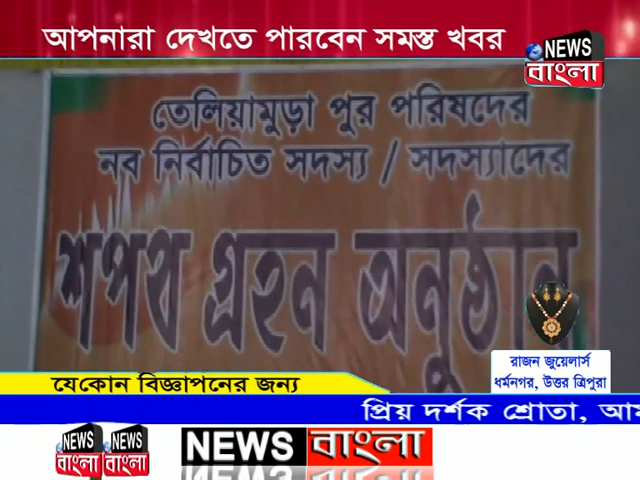 আপনারা দেখতে পারবেন সমস্ত খবর
NEWS
বাংলা
তেলিয়ামুড়া পুর পরিষদের
নব নির্বাচিত সদস্য / সদস্যাদের
শপথ গ্রহন অনুষ্ঠান
রাজন জুয়েলার্স
ধর্মনগর, উত্তর ত্রিপুরা
যেকোন বিজ্ঞাপনের জন্য
প্রিয় দর্শক শ্রোতা,
NEWS
বাংলা
NEWS
বাংলা
NEWS বাংলা